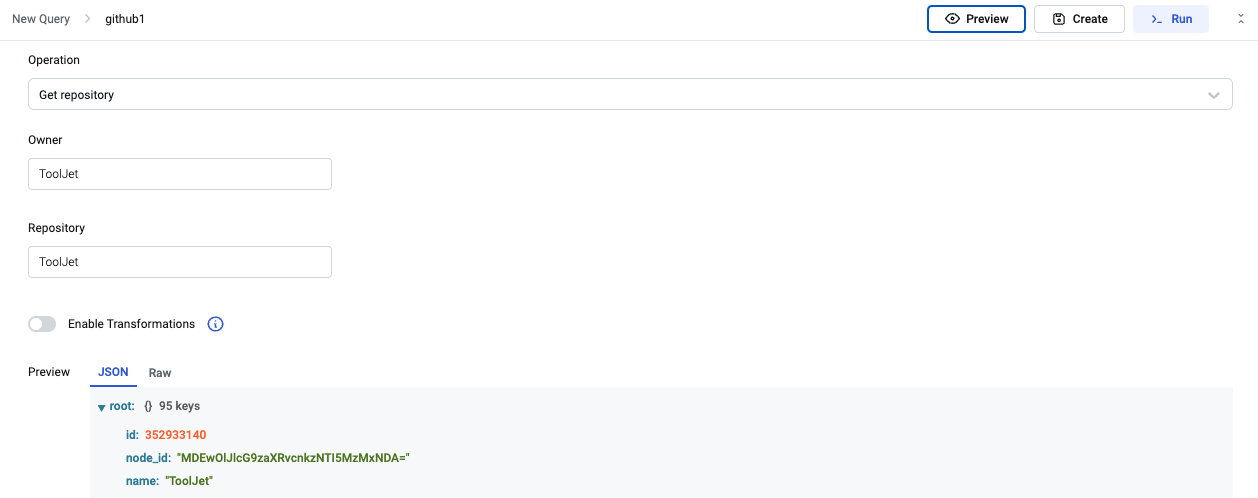 New Query > github1 Preview Create Run
Operation
Get repository
Owner
ToolJet
Repository
ToolJet
Enable Transformations
Preview JSON Raw
root: {} 95 keys
id: 352933140
node_id: "MDEwOlJlcG9zaXRvcnkzNTI5MzMxNDA="
name: "ToolJet"